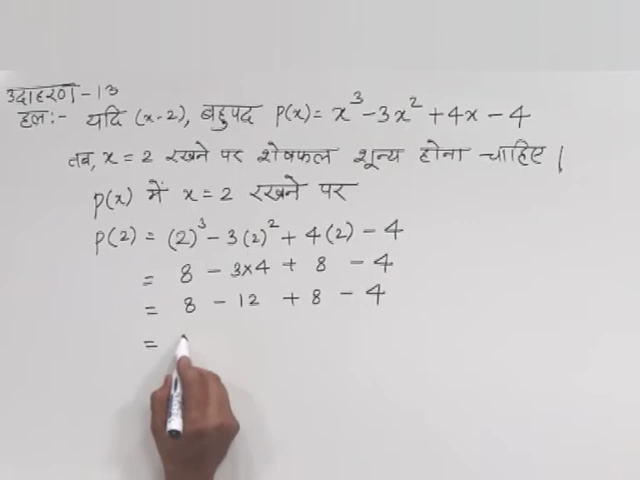 उदाहरण-13
हल:- यदि (x-2), बहुपद P(x) = x³ - 3x² + 4x - 4
तब, x = 2 रखने पर शेषफल शून्य होना चाहिए |
P(x) में x = 2 रखने पर
P(2) = (2)³ - 3(2)² + 4(2) - 4
= 8 - 3×4 + 8 - 4
= 8 - 12 + 8 - 4
=